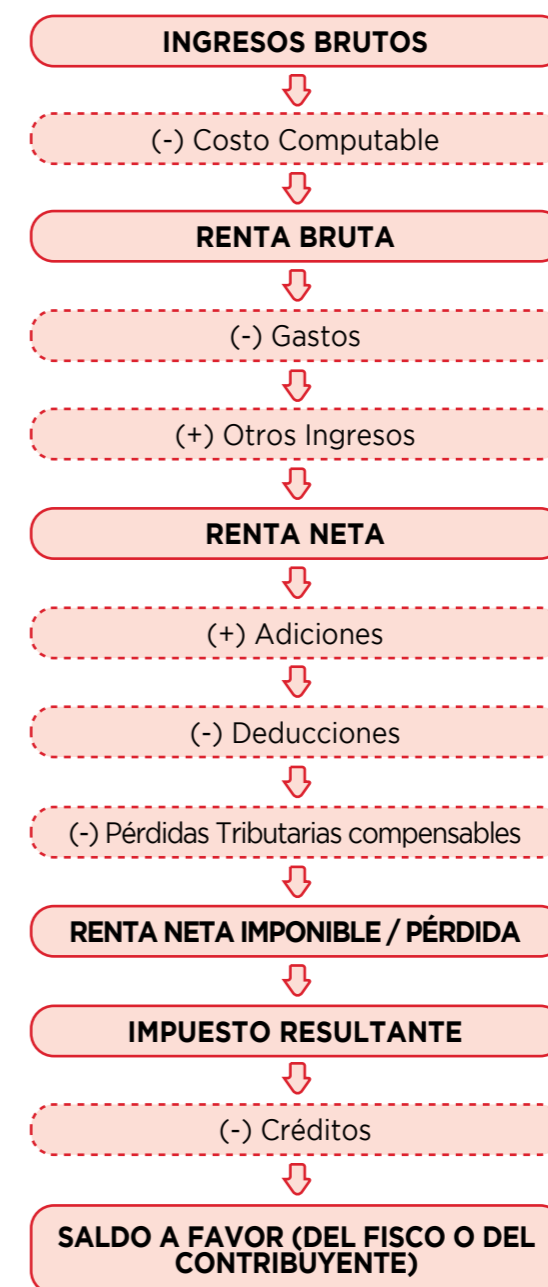 INGRESOS BRUTOS
(-) Costo Computable
RENTA BRUTA
(-) Gastos
(+) Otros Ingresos
RENTA NETA
(+) Adiciones
(-) Deducciones
(-) Pérdidas Tributarias compensables
RENTA NETA IMPONIBLE / PÉRDIDA
IMPUESTO RESULTANTE
(-) Créditos
SALDO A FAVOR (DEL FISCO O DEL
CONTRIBUYENTE)